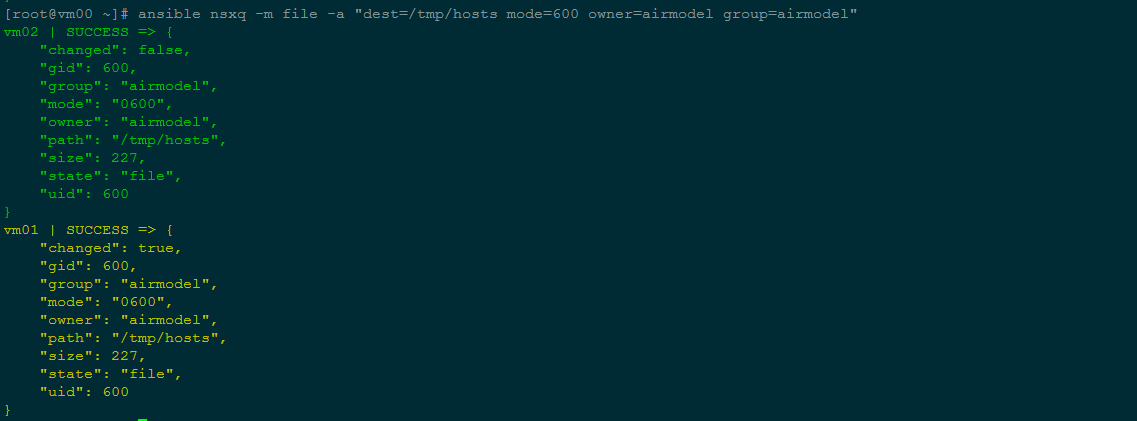 [root@vm00 ~]# ansible nsxq -m file -a "dest=/tmp/hosts mode=600 owner=airmodel group=airmodel"
vm02 | SUCCESS => {
    "changed": false,
    "gid": 600,
    "group": "airmodel",
    "mode": "0600",
    "owner": "airmodel",
    "path": "/tmp/hosts",
    "size": 227,
    "state": "file",
    "uid": 600
}
vm01 | SUCCESS => {
    "changed": true,
    "gid": 600,
    "group": "airmodel",
    "mode": "0600",
    "owner": "airmodel",
    "path": "/tmp/hosts",
    "size": 227,
    "state": "file",
    "uid": 600
}